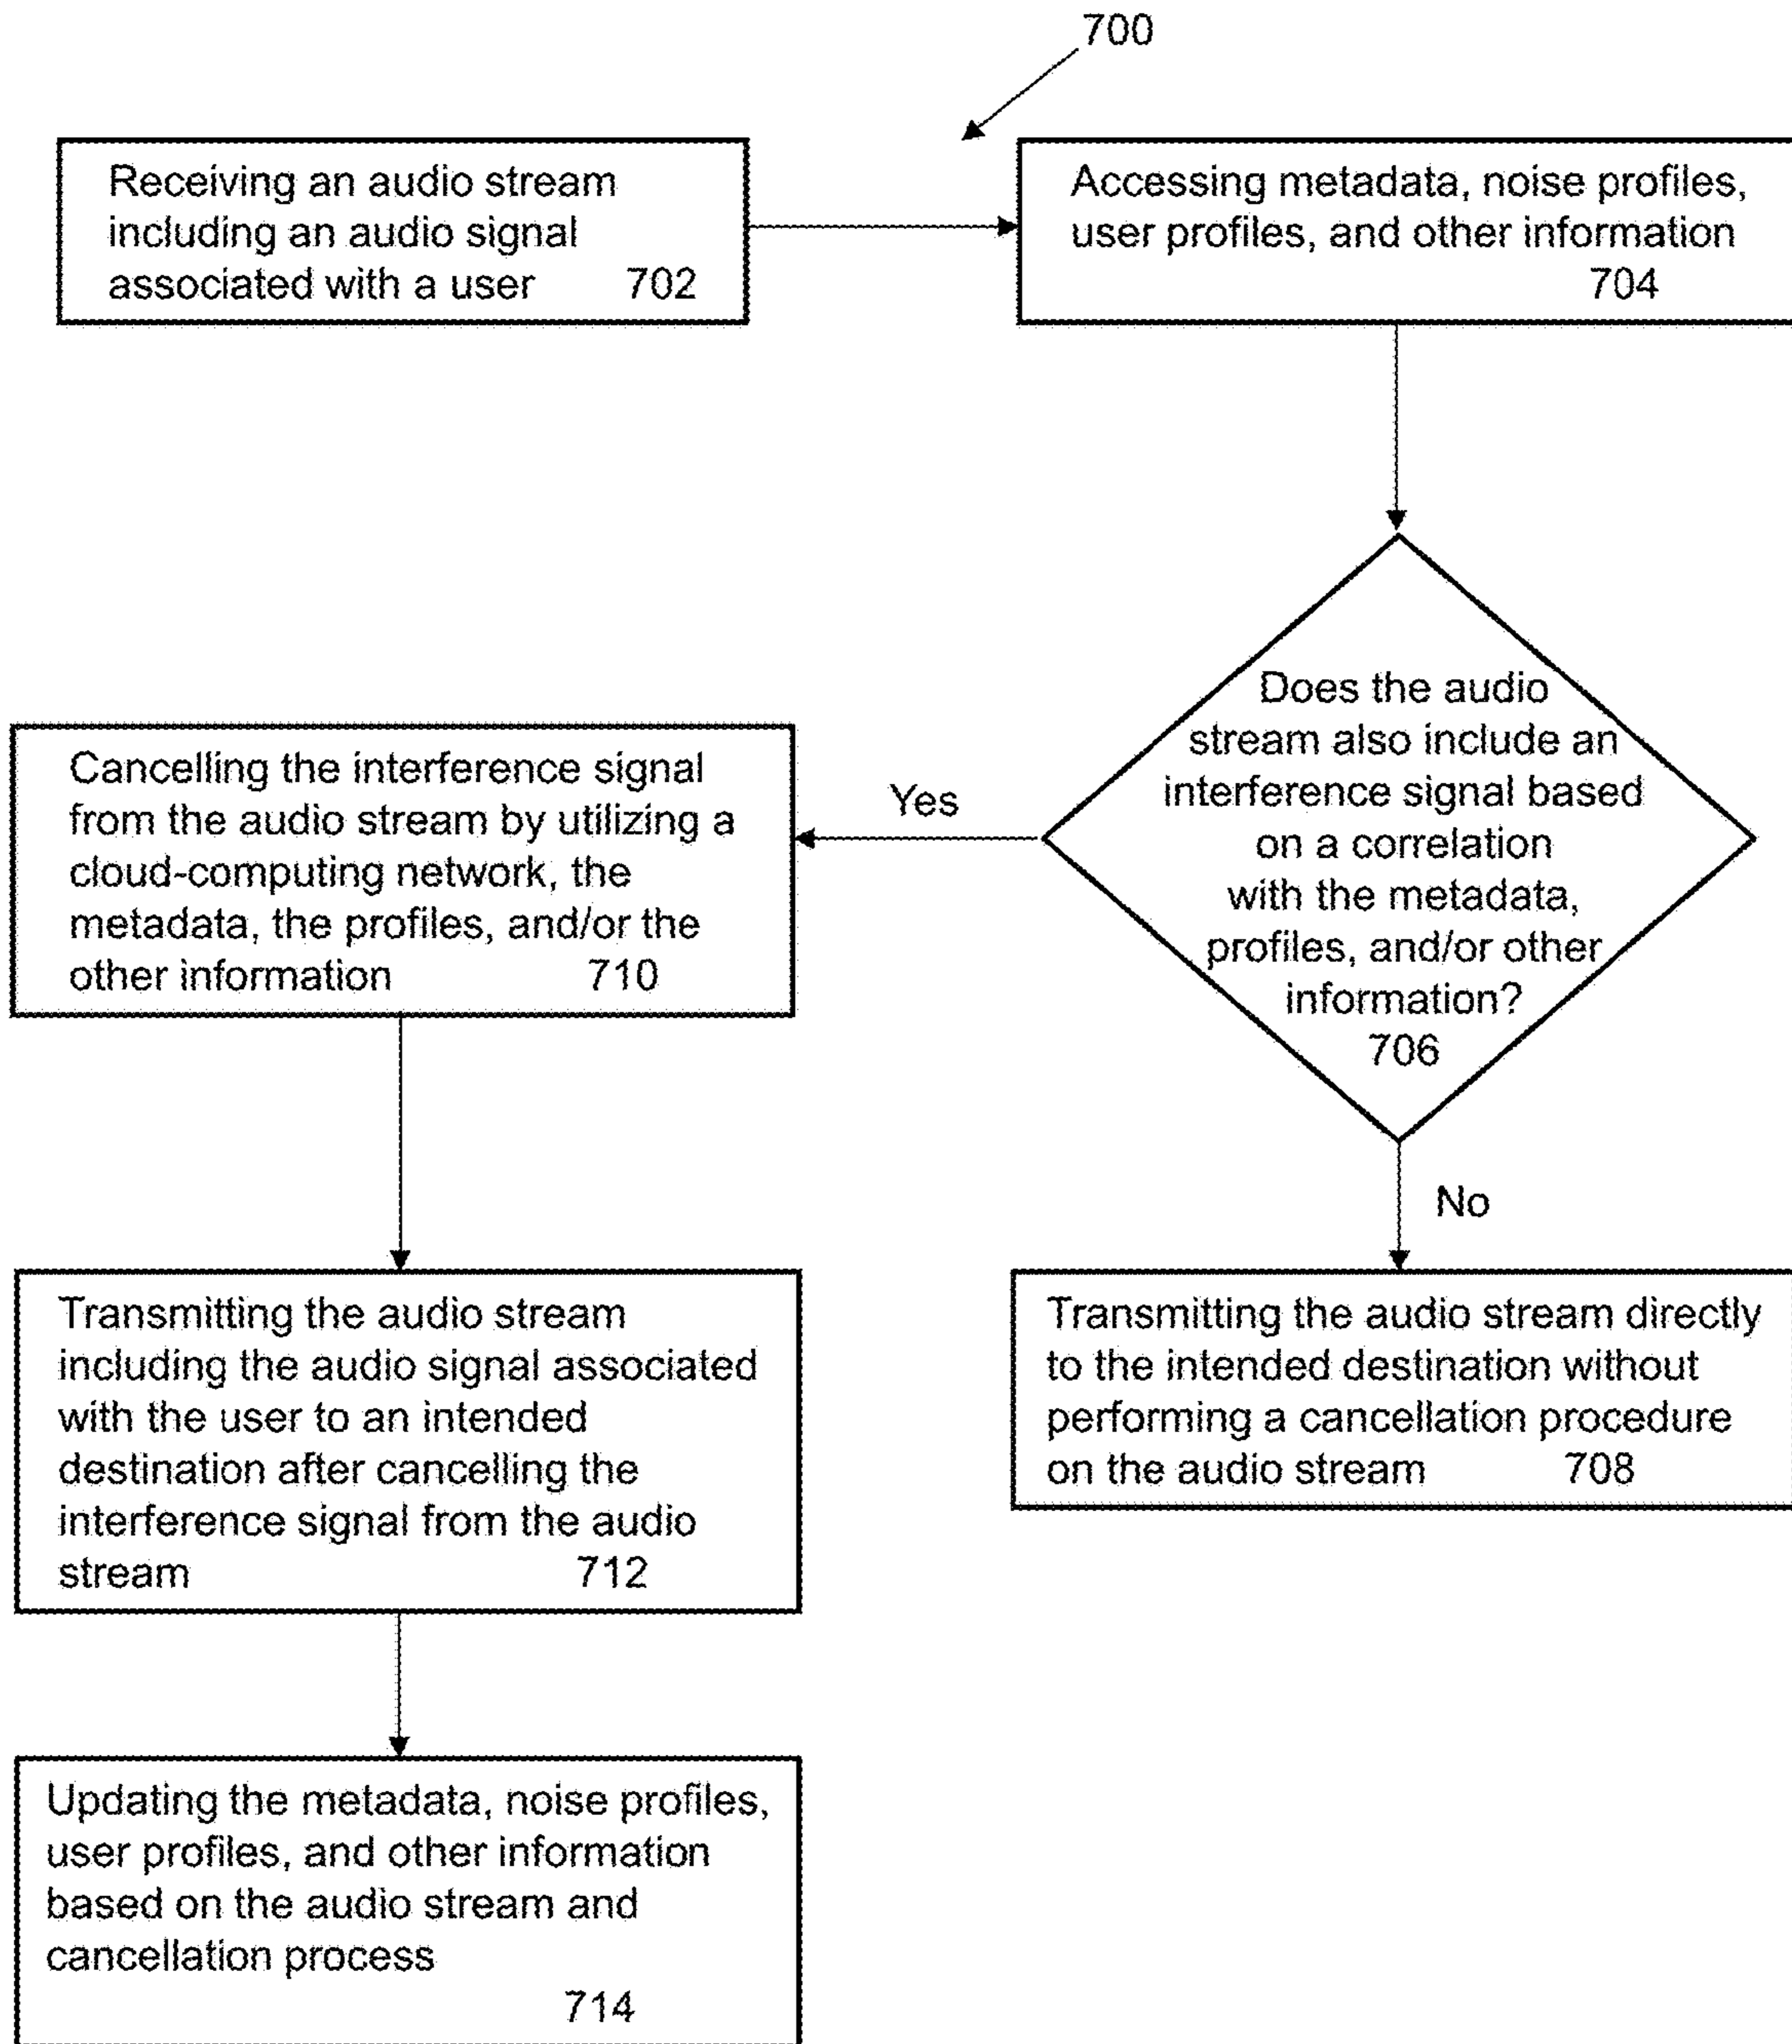 700
Receiving an audio stream
including an audio signal
associated with a user 702
Accessing metadata, noise profiles,
user profiles, and other information
704
Does the audio
stream also include an
interference signal based
on a correlation
with the metadata,
profiles, and/or other
information?
706
Yes
Cancelling the interference signal
from the audio stream by utilizing a
cloud-computing network, the
metadata, the profiles, and/or the
other information 710
No
Transmitting the audio stream directly
to the intended destination without
performing a cancellation procedure
on the audio stream 708
Transmitting the audio stream
including the audio signal associated
with the user to an intended
destination after cancelling the
interference signal from the audio
stream 712
Updating the metadata, noise profiles,
user profiles, and other information
based on the audio stream and
cancellation process
714